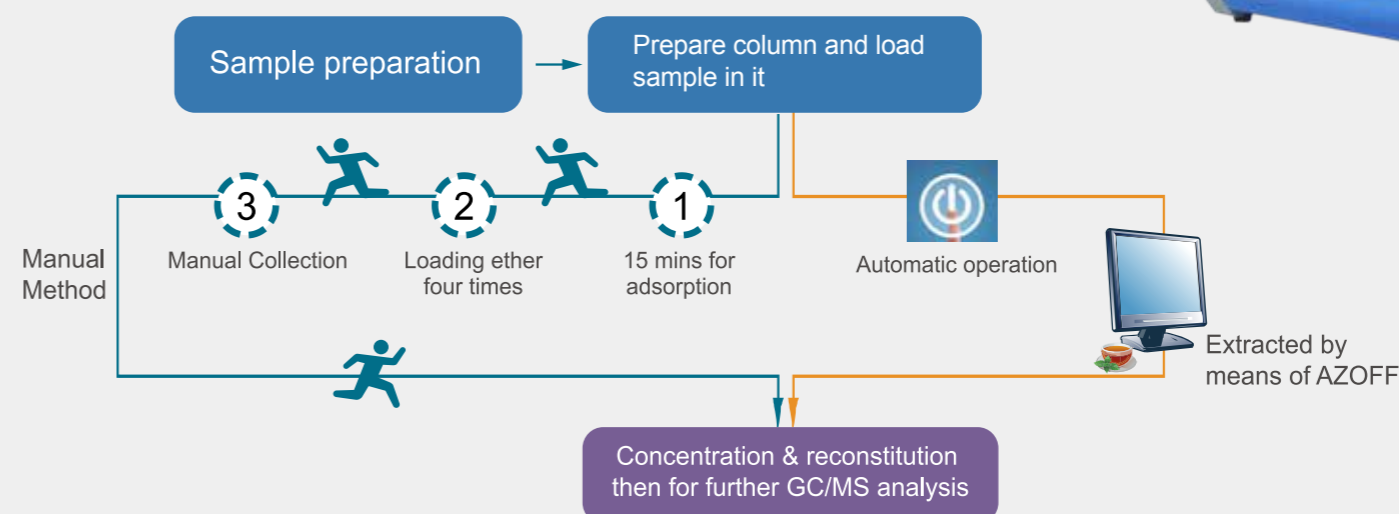 Sample preparation
Prepare column and load
sample in it
3
2
1
Manual
Method
Manual Collection
Loading ether
four times
15 mins for
adsorption
Automatic operation
Extracted by
means of AZOFF
Concentration & reconstitution
then for further GC/MS analysis